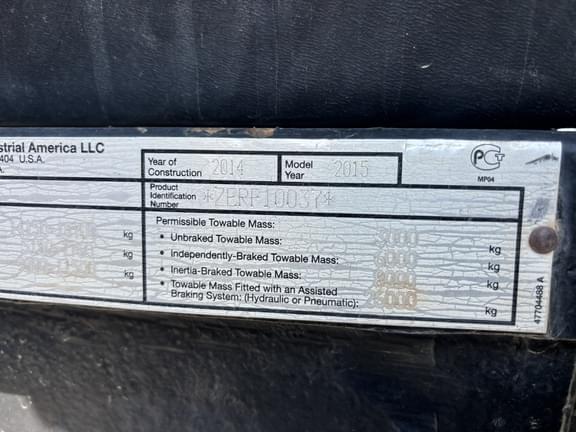 strial America LLC
404 U.S.A.
A.
Year of Construction 2014
Model Year 2015
Product Identification Number *ZERF10037*
Permissible Towable Mass:
• Unbraked Towable Mass: 3000 kg
• Independently-Braked Towable Mass: kg
• Inertia-Braked Towable Mass: kg
• Towable Mass Fitted with an Assisted
Braking System: (Hydraulic or Pneumatic): kg
kg
kg
kg
PCT
MP04
47704488 A